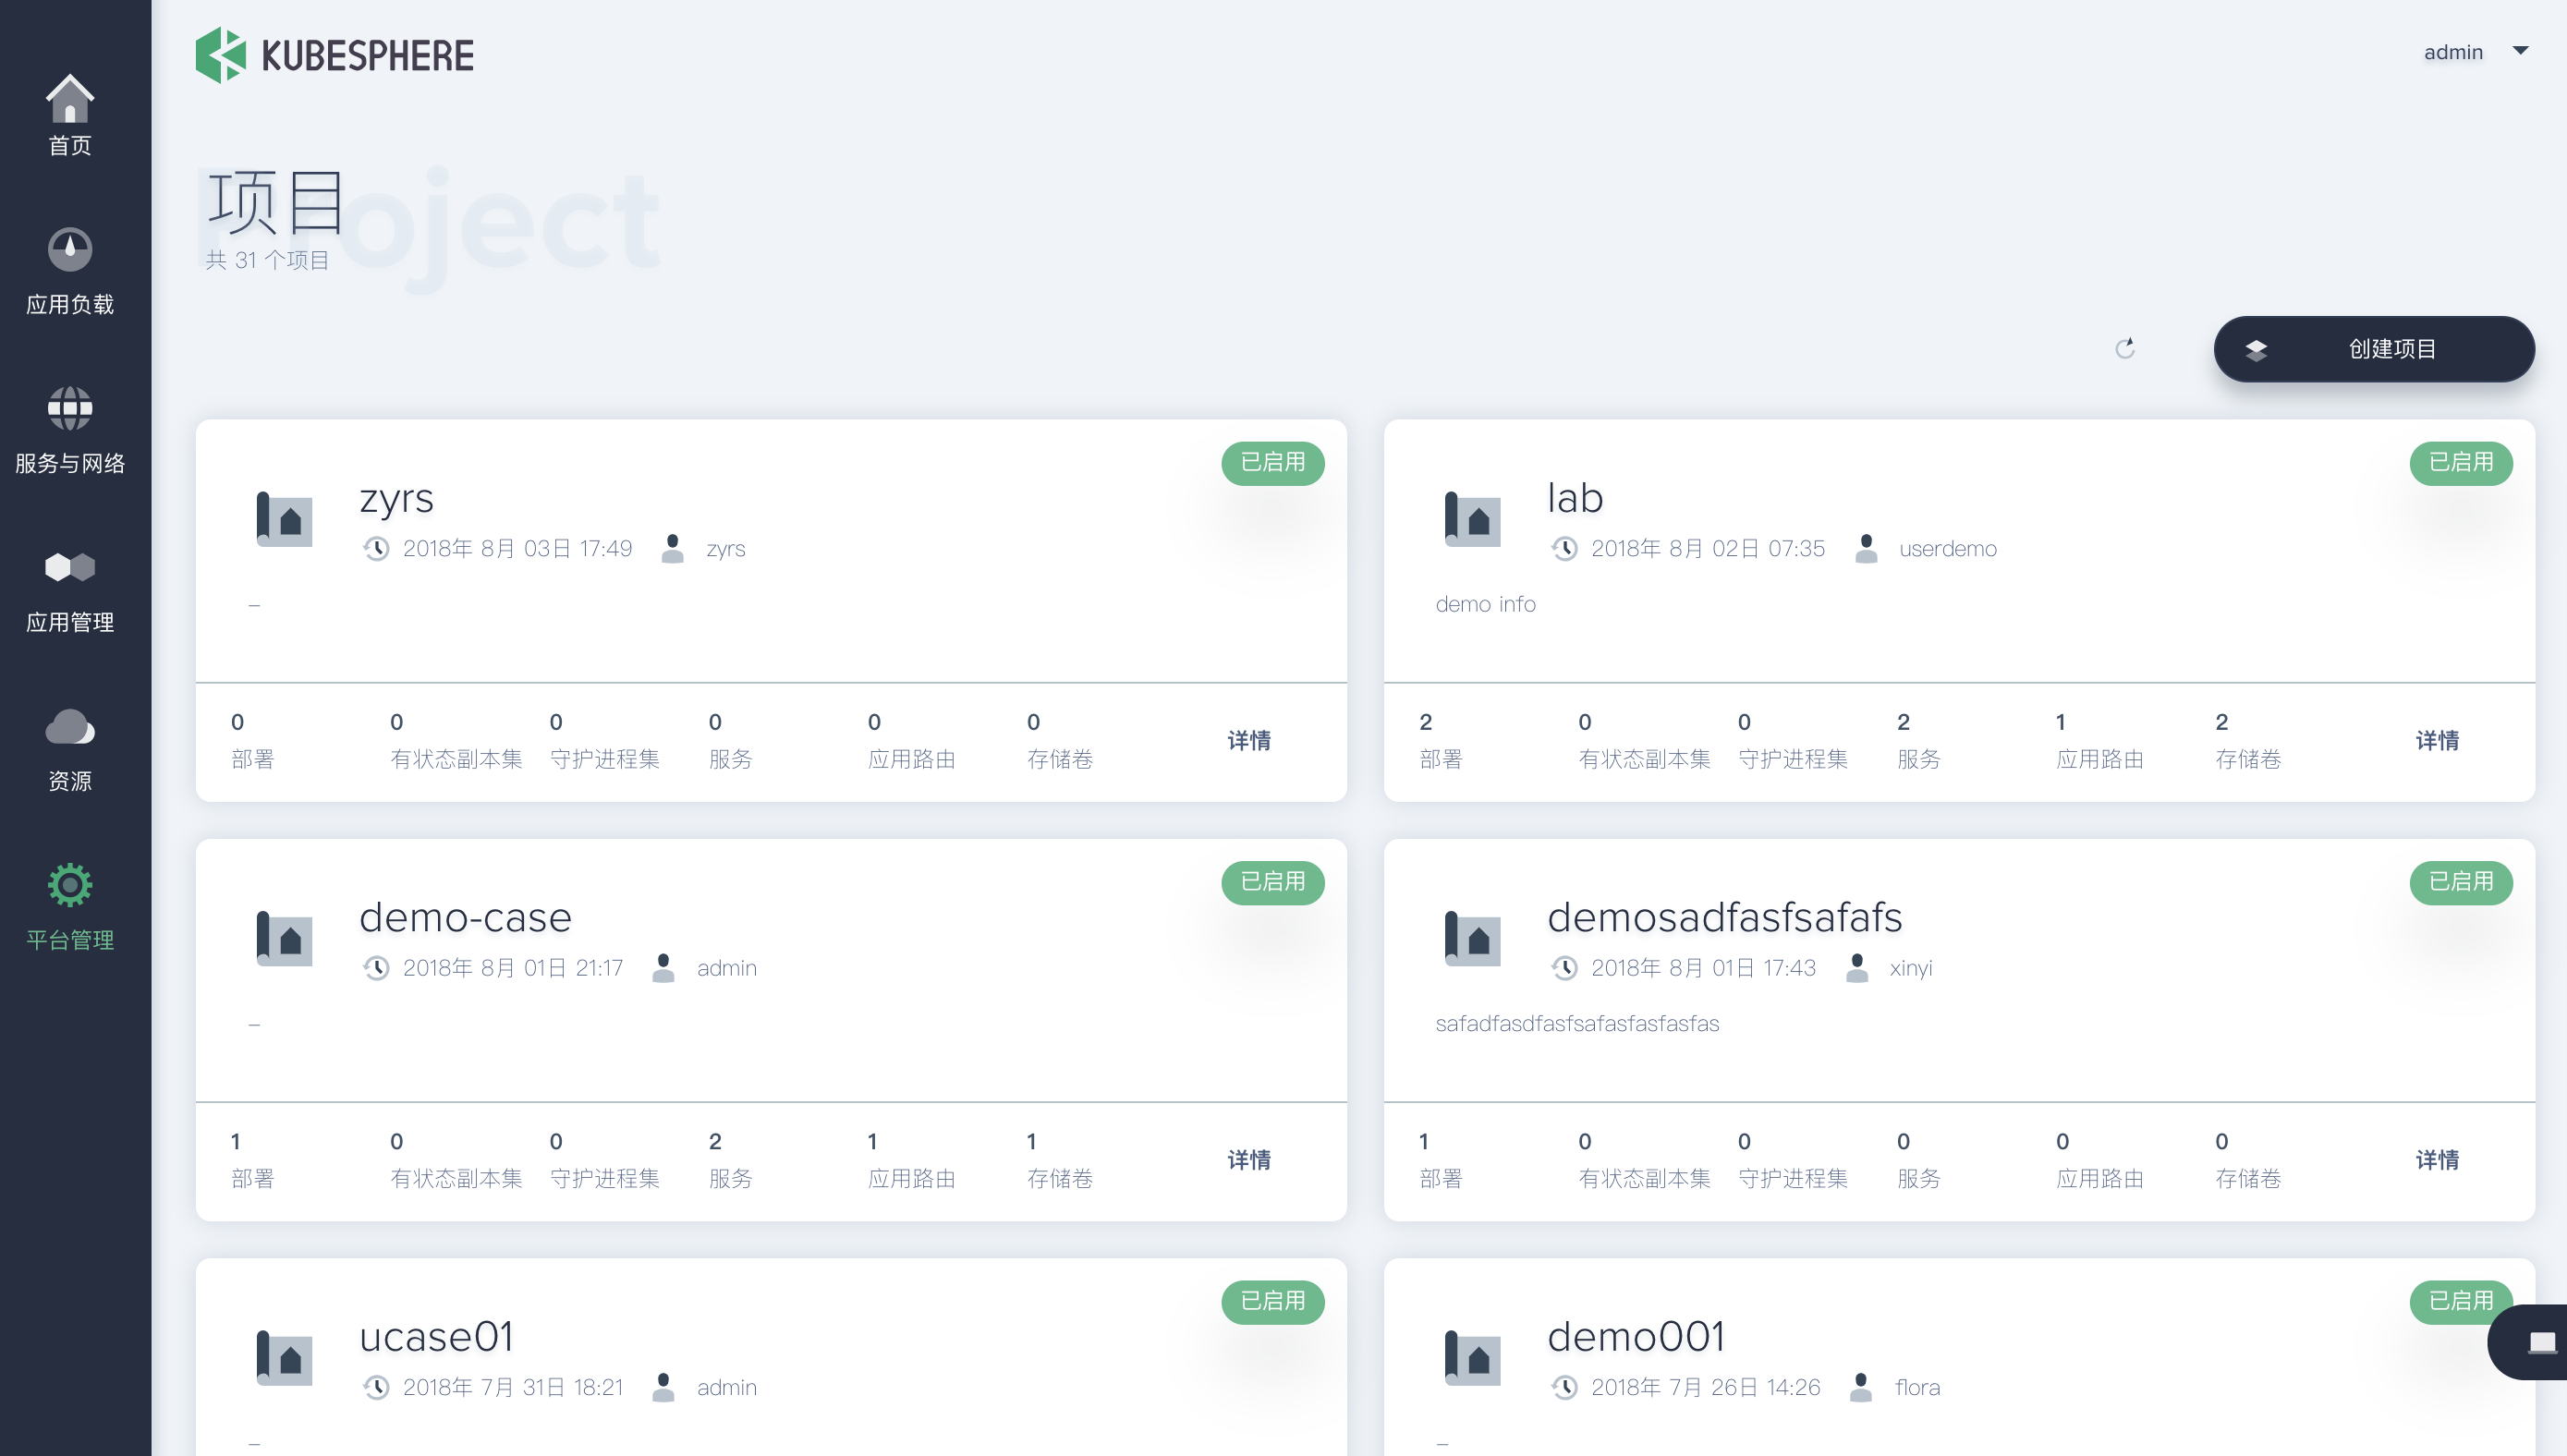 KUBESPHERE
admin
首页
应用负载
服务与网络
应用管理
资源
平台管理
Project
项目
共 31 个项目
创建项目
已启用
zyrs
2018年 8月 03日 17:49 zyrs
–
0 0 0 0 0 0
部署 有状态副本集 守护进程集 服务 应用路由 存储卷
详情
已启用
lab
2018年 8月 02日 07:35 userdemo
demo info
2 0 0 2 1 2
部署 有状态副本集 守护进程集 服务 应用路由 存储卷
详情
已启用
demo-case
2018年 8月 01日 21:17 admin
–
1 0 0 2 1 1
部署 有状态副本集 守护进程集 服务 应用路由 存储卷
详情
已启用
demosadfasfsafafs
2018年 8月 01日 17:43 xinyi
safadfasdfasfsafasfasfasfas
1 0 0 0 0 0
部署 有状态副本集 守护进程集 服务 应用路由 存储卷
详情
已启用
ucase01
2018年 7月 31日 18:21 admin
–
已启用
demo001
2018年 7月 26日 14:26 flora
–